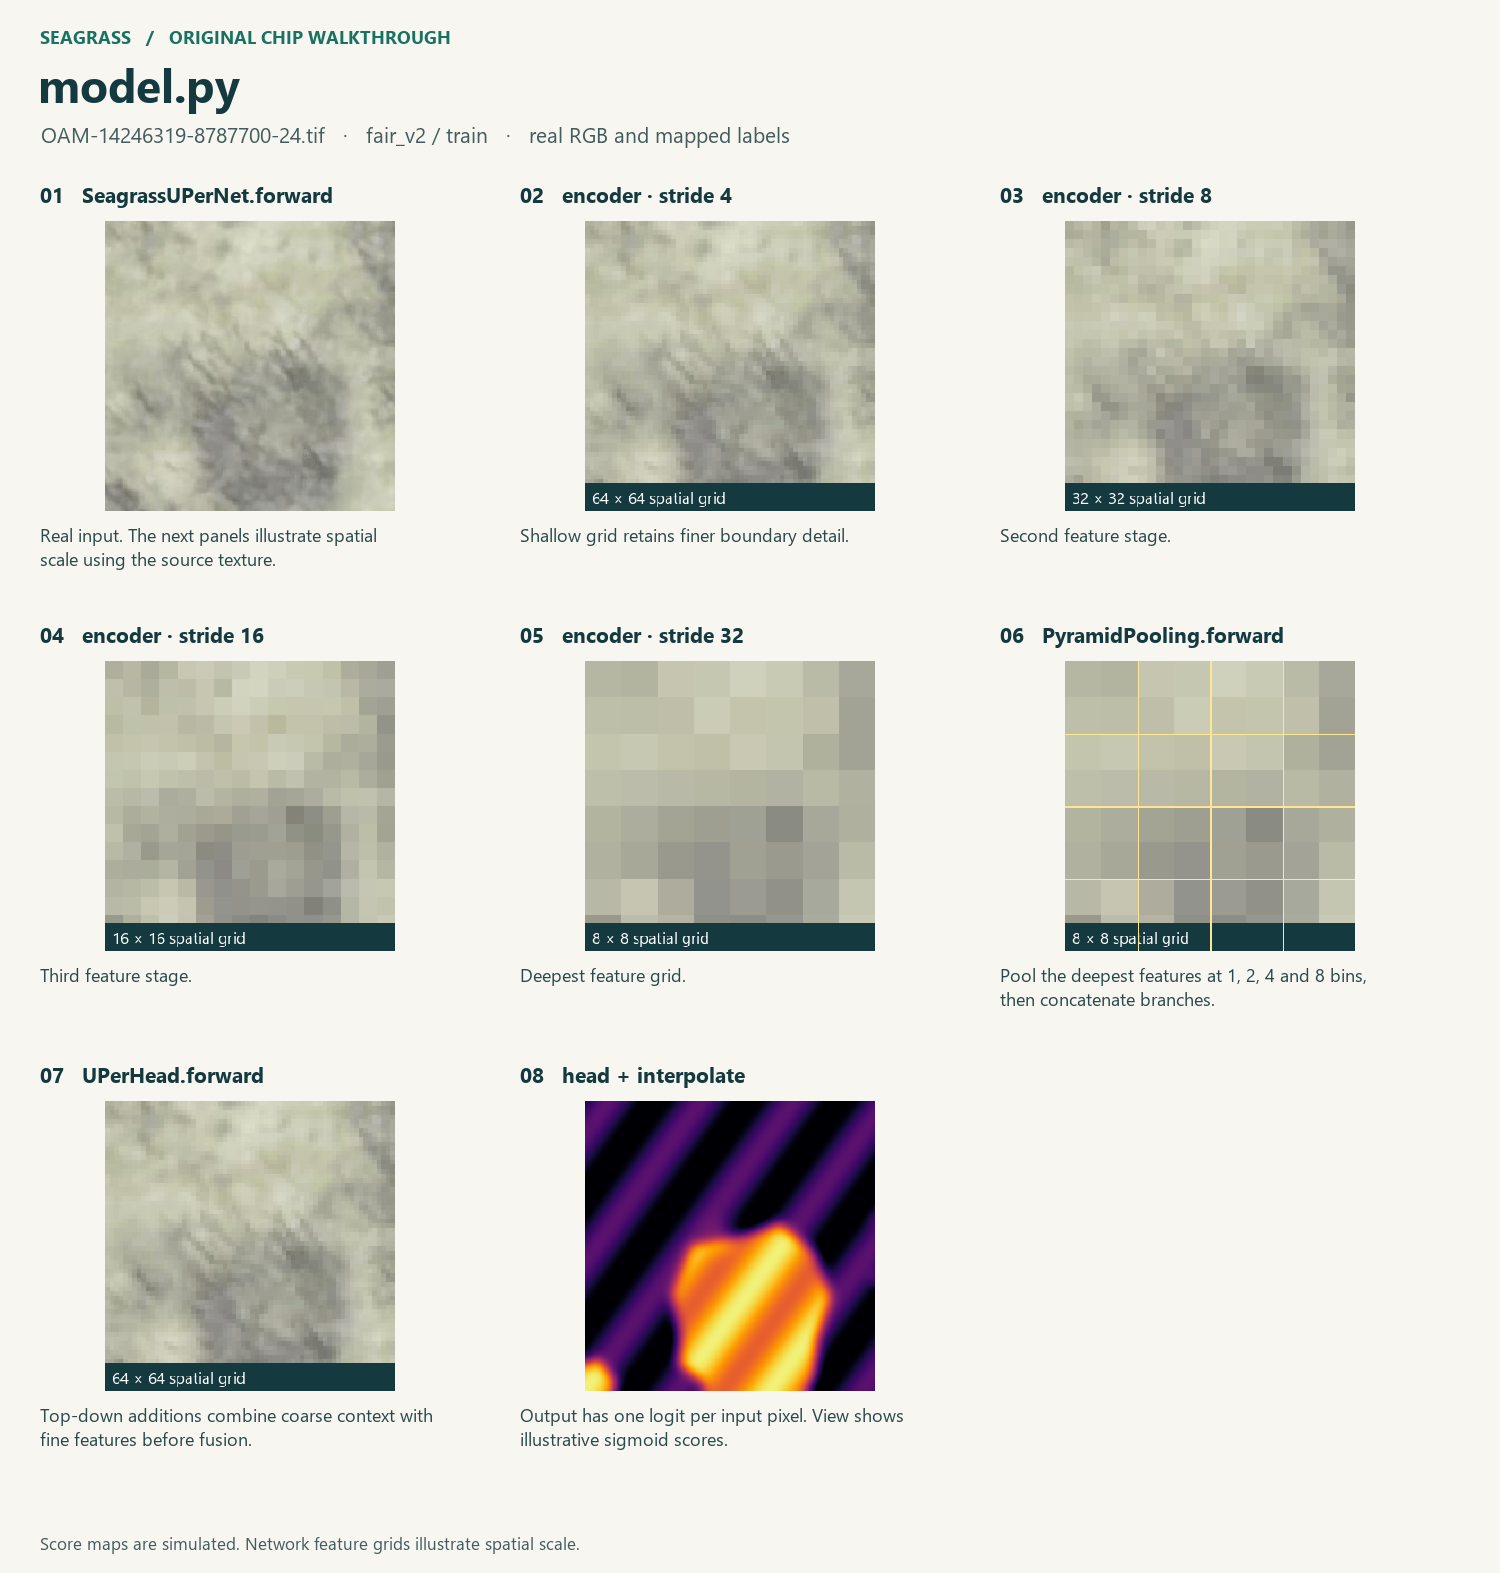 SEAGRASS / ORIGINAL CHIP WALKTHROUGH
model.py
OAM-14246319-8787700-24.tif · fair_v2 / train · real RGB and mapped labels
01 SeagrassUPerNet.forward
Real input. The next panels illustrate spatial
scale using the source texture.
02 encoder · stride 4
64 × 64 spatial grid
Shallow grid retains finer boundary detail.
03 encoder · stride 8
32 × 32 spatial grid
Second feature stage.
04 encoder · stride 16
16 × 16 spatial grid
Third feature stage.
05 encoder · stride 32
8 × 8 spatial grid
Deepest feature grid.
06 PyramidPooling.forward
8 × 8 spatial grid
Pool the deepest features at 1, 2, 4 and 8 bins,
then concatenate branches.
07 UPerHead.forward
64 × 64 spatial grid
Top-down additions combine coarse context with
fine features before fusion.
08 head + interpolate
Output has one logit per input pixel. View shows
illustrative sigmoid scores.
Score maps are simulated. Network feature grids illustrate spatial scale.